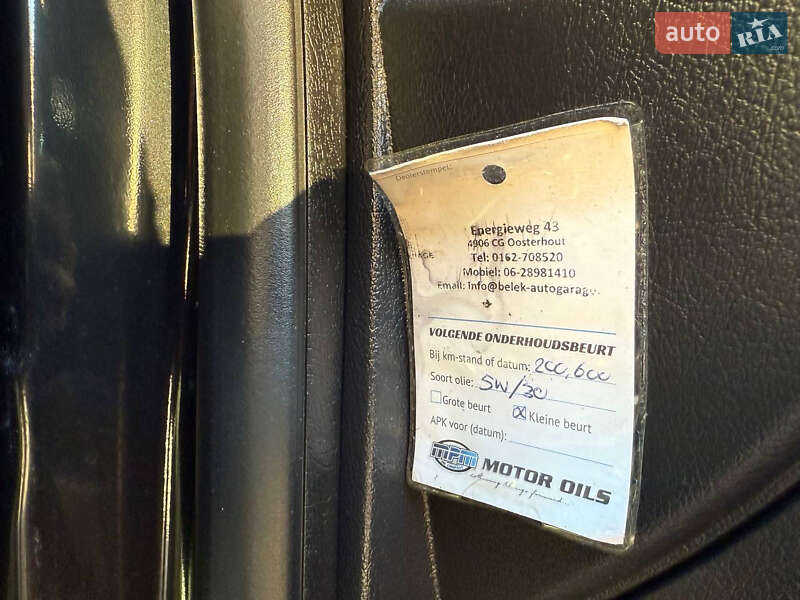 auto RIA
Dealerstempel:
Energieweg 43
4906 CG Oosterhout
Tel: 0162-708520
Mobiel: 06-28981410
Email: info@belek-autogarage.
VOLGENDE ONDERHOUDSBEURT
Bij km-stand of datum: 200,600
Soort olie: 5W/30
Grote beurt Kleine beurt
APK voor (datum):
MPM MOTOR OILS